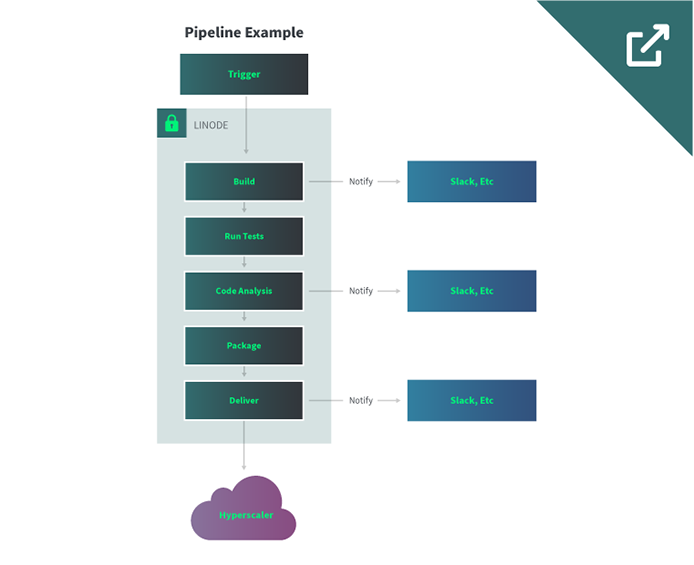 Pipeline Example
Trigger
LINODE
Build
Notify
Slack, Etc
Run Tests
Code Analysis
Notify
Slack, Etc
Package
Deliver
Notify
Slack, Etc
Hyperscaler